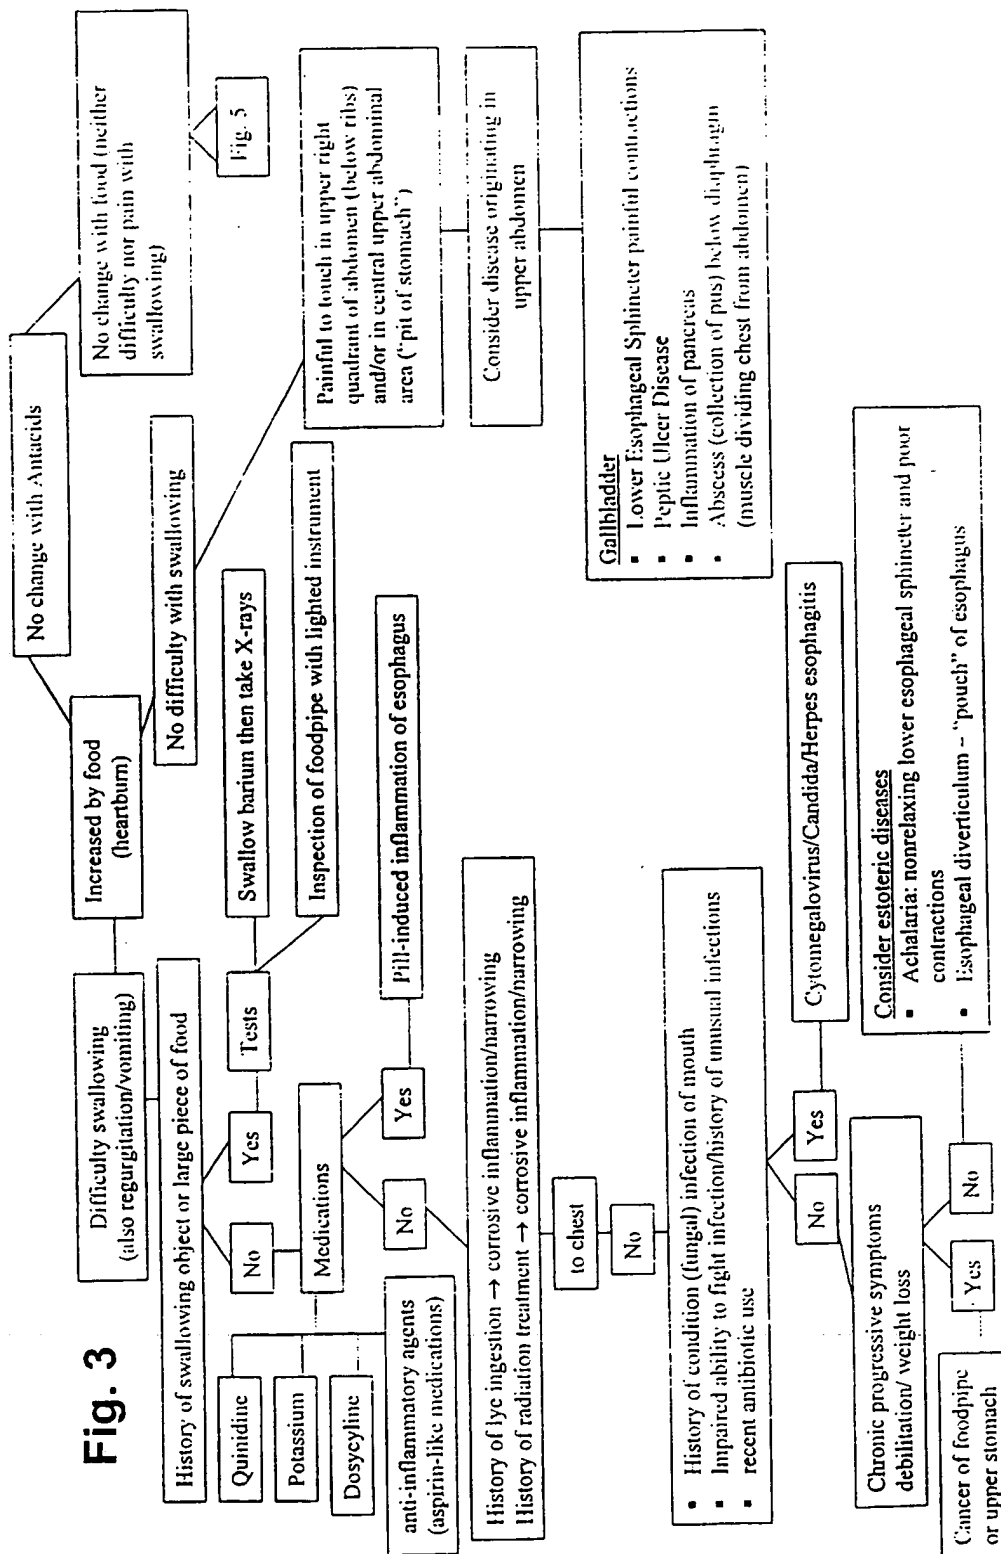 Fig. 3
No change with Antacids
Increased by food
(heartburn)
No change with food (neither
difficulty nor pain with
swallowing)
Fig. 5
Difficulty swallowing
(also regurgitation/vomiting)
No difficulty with swallowing
History of swallowing object or large piece of food
No
Yes
Tests
Swallow barium then take X-rays
Inspection of foodpipe with lighted instrument
Painful to touch in upper right
quadrant of abdomen (below ribs)
and/or in central upper abdominal
area ("pit of stomach")
Consider disease originating in
upper abdomen
Gallbladder
▪ Lower Esophageal Sphincter painful contractions
▪ Peptic Ulcer Disease
▪ Inflammation of pancreas
▪ Abscess (collection of pus) below diaphragm
(muscle dividing chest from abdomen)
Medications
Quinidine
Potassium
Dosycyline
anti-inflammatory agents
(aspirin-like medications)
No
Yes
Pill-induced inflammation of esophagus
History of lye ingestion → corrosive inflammation/narrowing
History of radiation treatment → corrosive inflammation/narrowing
to chest
No
▪ History of condition (fungal) infection of mouth
▪ Impaired ability to fight infection/history of unusual infections
▪ recent antibiotic use
No
Yes
Cytomegalovirus/Candida/Herpes esophagitis
Chronic progressive symptoms
debilitation/ weight loss
Yes
No
Cancer of foodpipe
or upper stomach
Consider estoteric diseases
▪ Achalaria: nonrelaxing lower esophageal sphincter and poor
contractions
▪ Esophageal diverticulum – "pouch" of esophagus